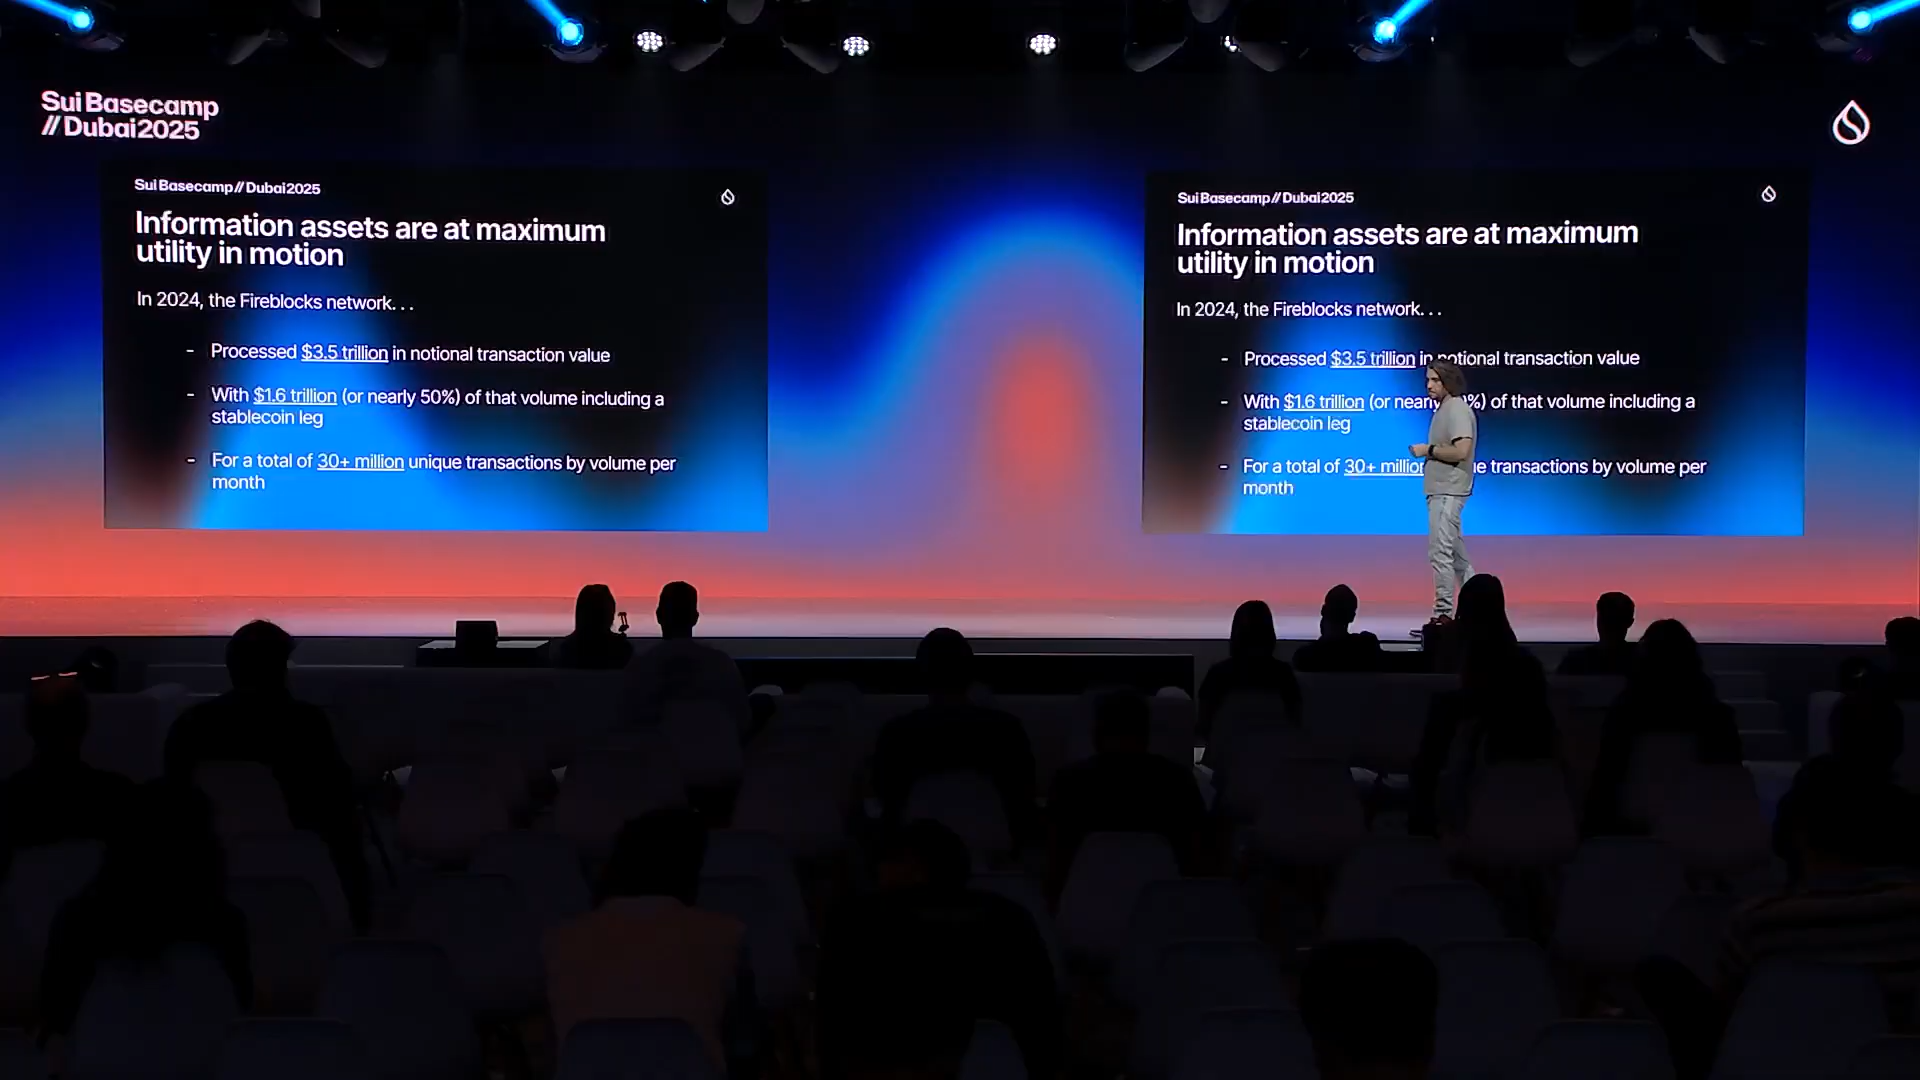 Sui Basecamp
//Dubai2025
Sui Basecamp//Dubai2025
Information assets are at maximum
utility in motion
In 2024, the Fireblocks network. . .
- Processed $3.5 trillion in notional transaction value
- With $1.6 trillion (or nearly 50%) of that volume including a
stablecoin leg
- For a total of 30+ million unique transactions by volume per
month
Sui Basecamp//Dubai2025
Information assets are at maximum
utility in motion
In 2024, the Fireblocks network. . .
- Processed $3.5 trillion in notional transaction value
- With $1.6 trillion (or nearly %) of that volume including a
stablecoin leg
- For a total of 30+ million transactions by volume per
month